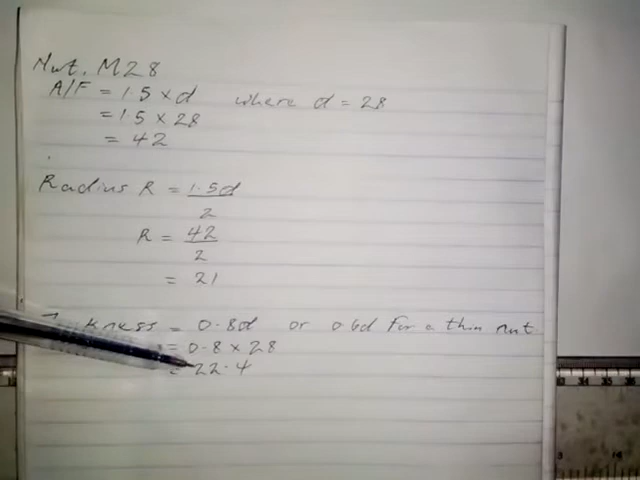 Nut. M28
A/F = 1.5 × d where d = 28
= 1.5 × 28
= 42
Radius R = 1.5d
2
R = 42
2
= 21
= 0.8d or 0.6d for a thin nut
= 0.8 × 28
= 22.4